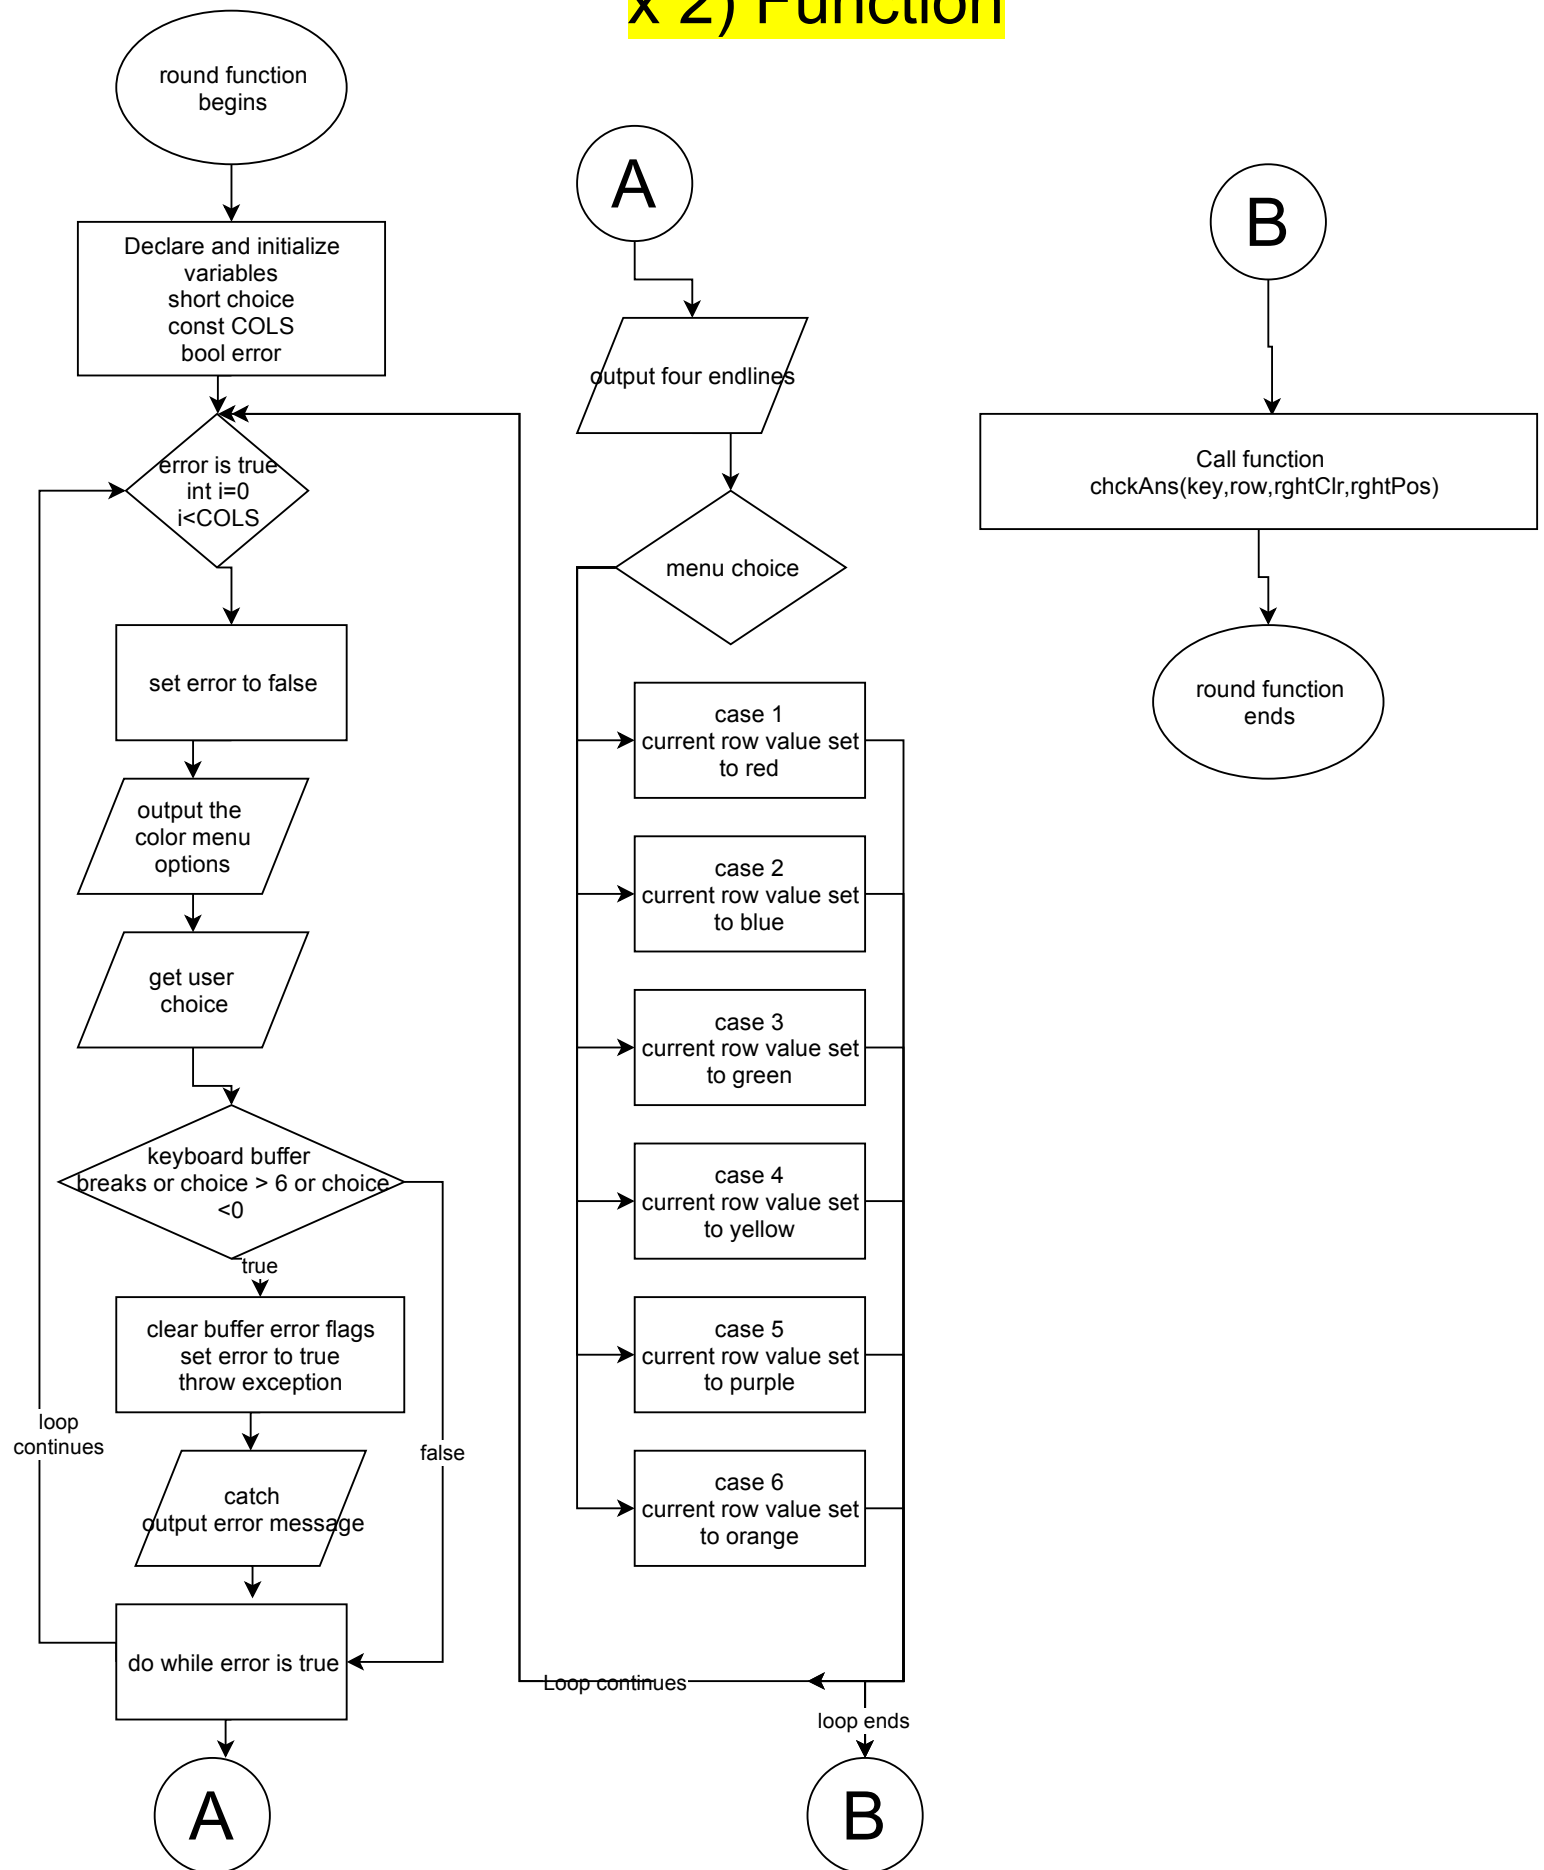 x 2) Function
round function
begins
Declare and initialize
variables
short choice
const COLS
bool error
error is true
int i=0
i<COLS
set error to false
output the
color menu
options
get user
choice
keyboard buffer
breaks or choice > 6 or choice
<0
true
clear buffer error flags
set error to true
throw exception
loop
continues
false
catch
output error message
do while error is true
A
A
output four endlines
menu choice
case 1
current row value set
to red
case 2
current row value set
to blue
case 3
current row value set
to green
case 4
current row value set
to yellow
case 5
current row value set
to purple
case 6
current row value set
to orange
Loop continues
loop ends
B
B
Call function
chckAns(key,row,rghtClr,rghtPos)
round function
ends